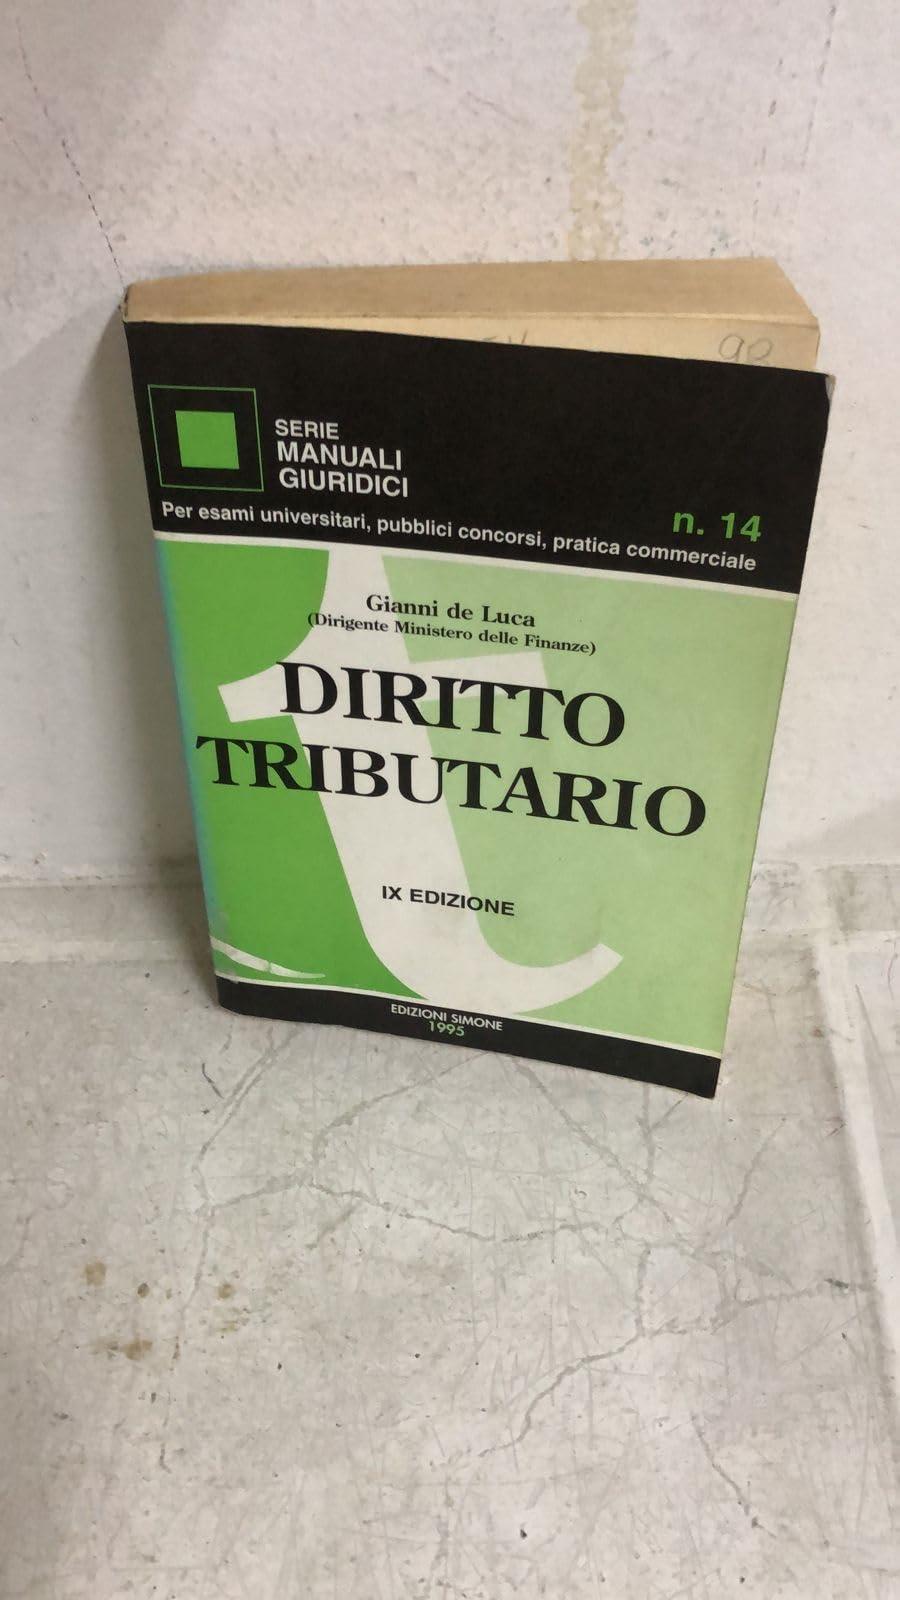 98
SERIE
MANUALI
GIURIDICI
n. 14
Per esami universitari, pubblici concorsi, pratica commerciale
Gianni de Luca
(Dirigente Ministero delle Finanze)
DIRITTO
TRIBUTARIO
IX EDIZIONE
EDIZIONI SIMONE
1995